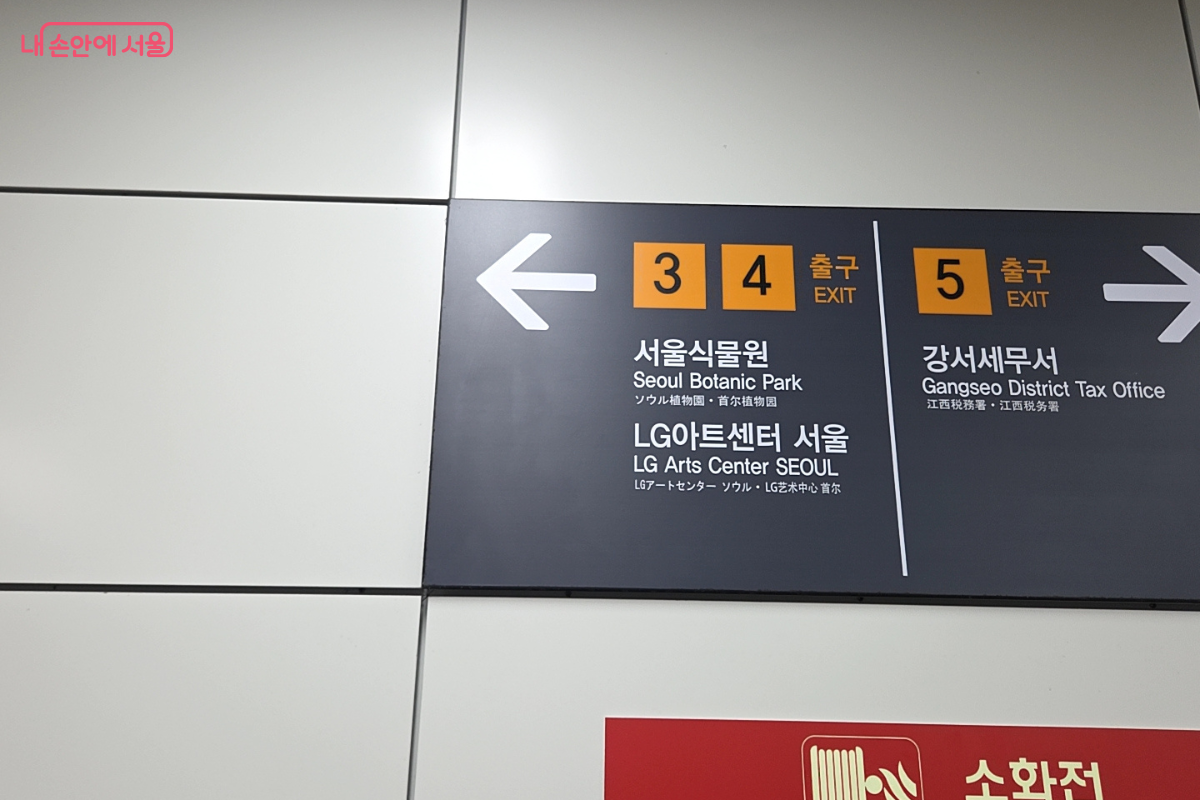 내 손안에 서울
← 3 4 출구 EXIT
서울식물원
Seoul Botanic Park
ソウル植物園・首尔植物园
LG아트센터 서울
LG Arts Center SEOUL
LGアートセンター ソウル・LG艺术中心 首尔
5 출구 EXIT →
강서세무서
Gangseo District Tax Office
江西税務署・江西税务署
소화전